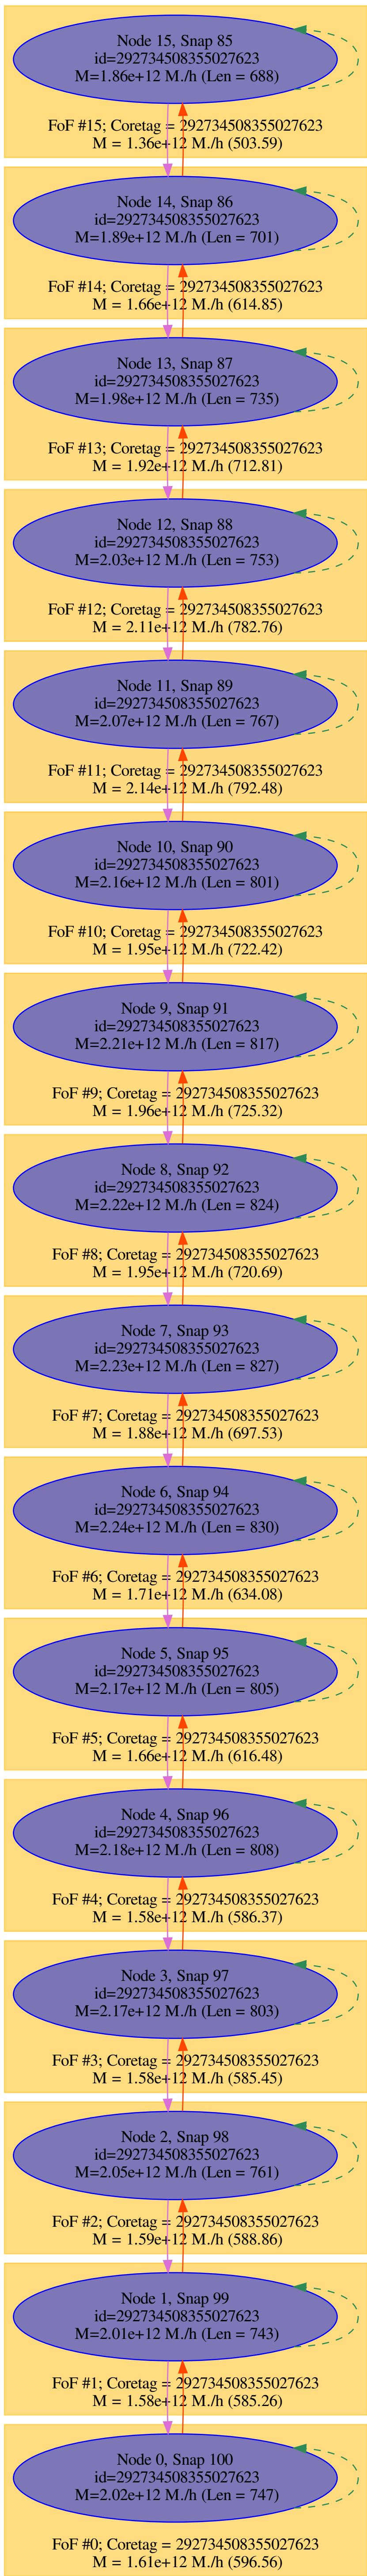 Node 15, Snap 85
id=292734508355027623
M=1.86e+12 M./h (Len = 688)
FoF #15; Coretag = 292734508355027623
M = 1.36e+12 M./h (503.59)
Node 14, Snap 86
id=292734508355027623
M=1.89e+12 M./h (Len = 701)
FoF #14; Coretag = 292734508355027623
M = 1.66e+12 M./h (614.85)
Node 13, Snap 87
id=292734508355027623
M=1.98e+12 M./h (Len = 735)
FoF #13; Coretag = 292734508355027623
M = 1.92e+12 M./h (712.81)
Node 12, Snap 88
id=292734508355027623
M=2.03e+12 M./h (Len = 753)
FoF #12; Coretag = 292734508355027623
M = 2.11e+12 M./h (782.76)
Node 11, Snap 89
id=292734508355027623
M=2.07e+12 M./h (Len = 767)
FoF #11; Coretag = 292734508355027623
M = 2.14e+12 M./h (792.48)
Node 10, Snap 90
id=292734508355027623
M=2.16e+12 M./h (Len = 801)
FoF #10; Coretag = 292734508355027623
M = 1.95e+12 M./h (722.42)
Node 9, Snap 91
id=292734508355027623
M=2.21e+12 M./h (Len = 817)
FoF #9; Coretag = 292734508355027623
M = 1.96e+12 M./h (725.32)
Node 8, Snap 92
id=292734508355027623
M=2.22e+12 M./h (Len = 824)
FoF #8; Coretag = 292734508355027623
M = 1.95e+12 M./h (720.69)
Node 7, Snap 93
id=292734508355027623
M=2.23e+12 M./h (Len = 827)
FoF #7; Coretag = 292734508355027623
M = 1.88e+12 M./h (697.53)
Node 6, Snap 94
id=292734508355027623
M=2.24e+12 M./h (Len = 830)
FoF #6; Coretag = 292734508355027623
M = 1.71e+12 M./h (634.08)
Node 5, Snap 95
id=292734508355027623
M=2.17e+12 M./h (Len = 805)
FoF #5; Coretag = 292734508355027623
M = 1.66e+12 M./h (616.48)
Node 4, Snap 96
id=292734508355027623
M=2.18e+12 M./h (Len = 808)
FoF #4; Coretag = 292734508355027623
M = 1.58e+12 M./h (586.37)
Node 3, Snap 97
id=292734508355027623
M=2.17e+12 M./h (Len = 803)
FoF #3; Coretag = 292734508355027623
M = 1.58e+12 M./h (585.45)
Node 2, Snap 98
id=292734508355027623
M=2.05e+12 M./h (Len = 761)
FoF #2; Coretag = 292734508355027623
M = 1.59e+12 M./h (588.86)
Node 1, Snap 99
id=292734508355027623
M=2.01e+12 M./h (Len = 743)
FoF #1; Coretag = 292734508355027623
M = 1.58e+12 M./h (585.26)
Node 0, Snap 100
id=292734508355027623
M=2.02e+12 M./h (Len = 747)
FoF #0; Coretag = 292734508355027623
M = 1.61e+12 M./h (596.56)